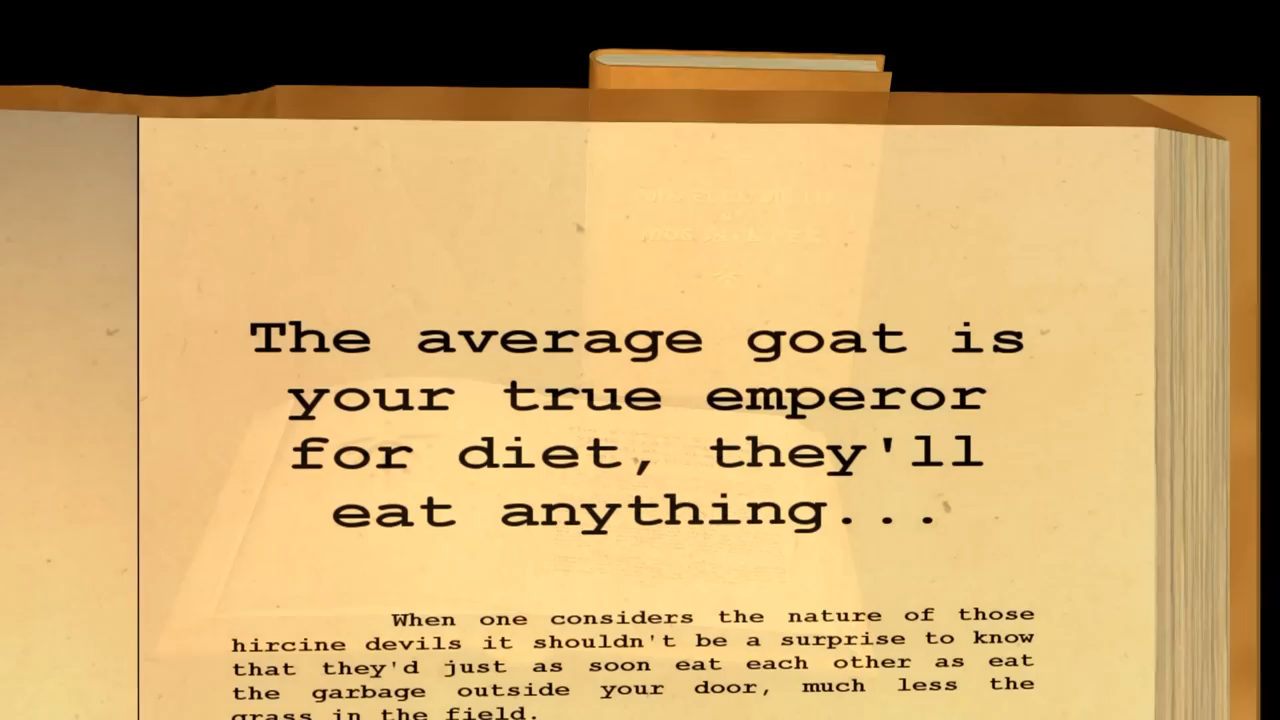 The average goat is
your true emperor
for diet, they'll
eat anything...
When one considers the nature of those
hircine devils it shouldn't be a surprise to know
that they'd just as soon eat each other as eat
the garbage outside your door, much less the
grass in the field.